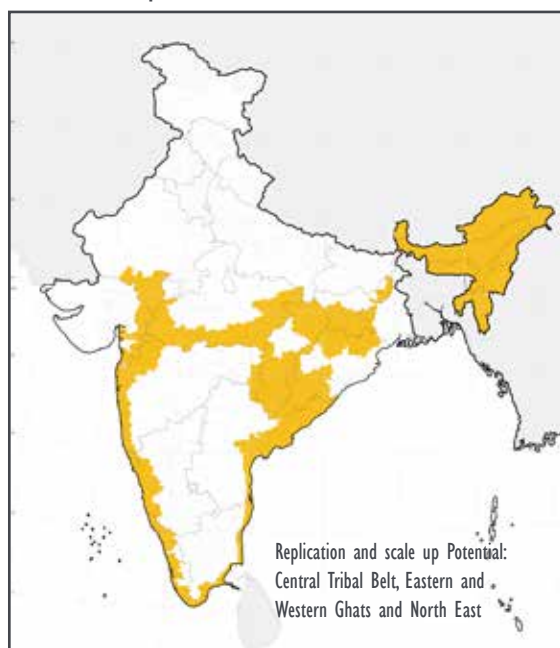 Replication and scale up Potential:
Central Tribal Belt, Eastern and
Western Ghats and North East